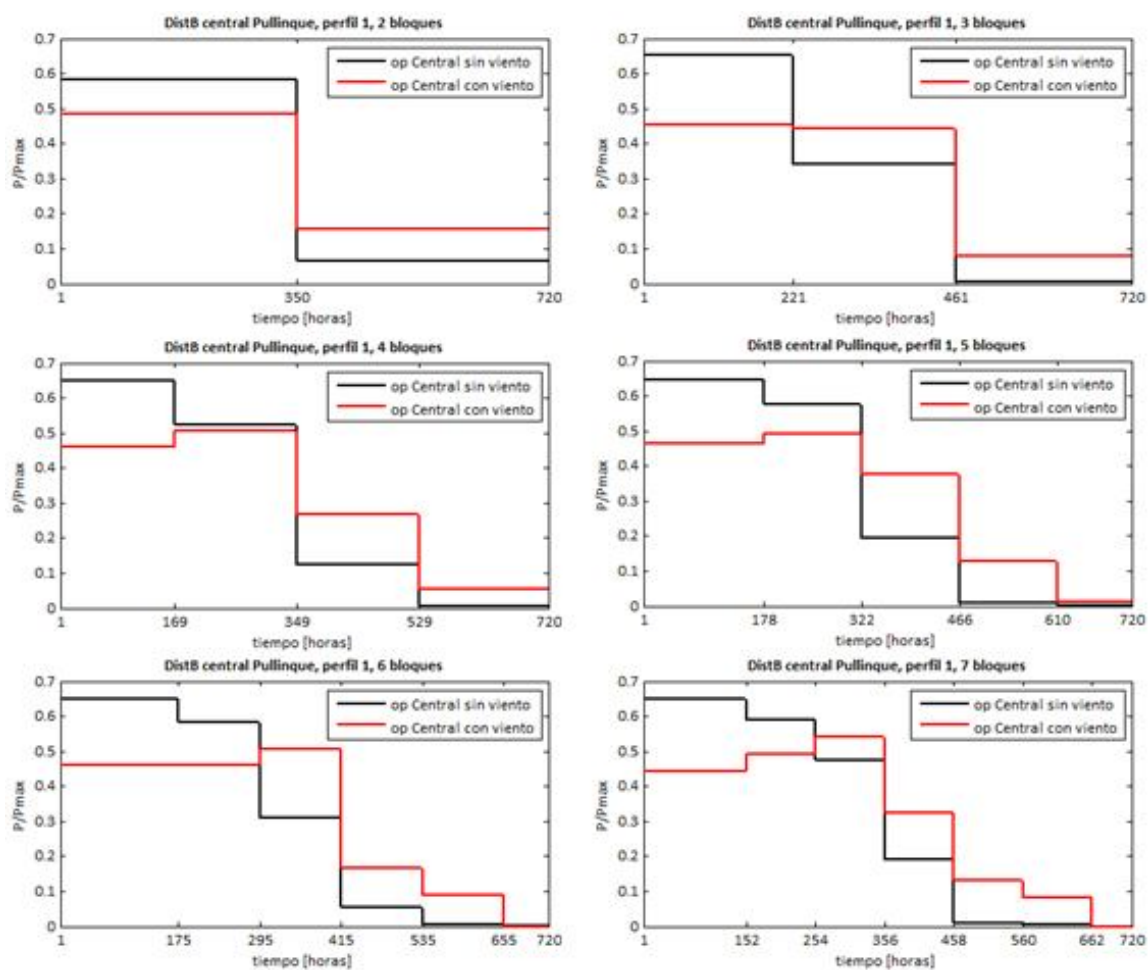 DistB central Pullinque, perfil 1, 2 bloques
0.7
0.6
0.5
0.4
0.3
0.2
0.1
0
P/Pmax
op Central sin viento
op Central con viento
1 350 720
tiempo [horas]
DistB central Pullinque, perfil 1, 3 bloques
0.7
0.6
0.5
0.4
0.3
0.2
0.1
0
P/Pmax
op Central sin viento
op Central con viento
1 221 461 720
tiempo [horas]
DistB central Pullinque, perfil 1, 4 bloques
0.7
0.6
0.5
0.4
0.3
0.2
0.1
0
P/Pmax
op Central sin viento
op Central con viento
1 169 349 529 720
tiempo [horas]
DistB central Pullinque, perfil 1, 5 bloques
0.7
0.6
0.5
0.4
0.3
0.2
0.1
0
P/Pmax
op Central sin viento
op Central con viento
1 178 322 466 610 720
tiempo [horas]
DistB central Pullinque, perfil 1, 6 bloques
0.7
0.6
0.5
0.4
0.3
0.2
0.1
0
P/Pmax
op Central sin viento
op Central con viento
1 175 295 415 535 655 720
tiempo [horas]
DistB central Pullinque, perfil 1, 7 bloques
0.7
0.6
0.5
0.4
0.3
0.2
0.1
0
P/Pmax
op Central sin viento
op Central con viento
1 152 254 356 458 560 662 720
tiempo [horas]